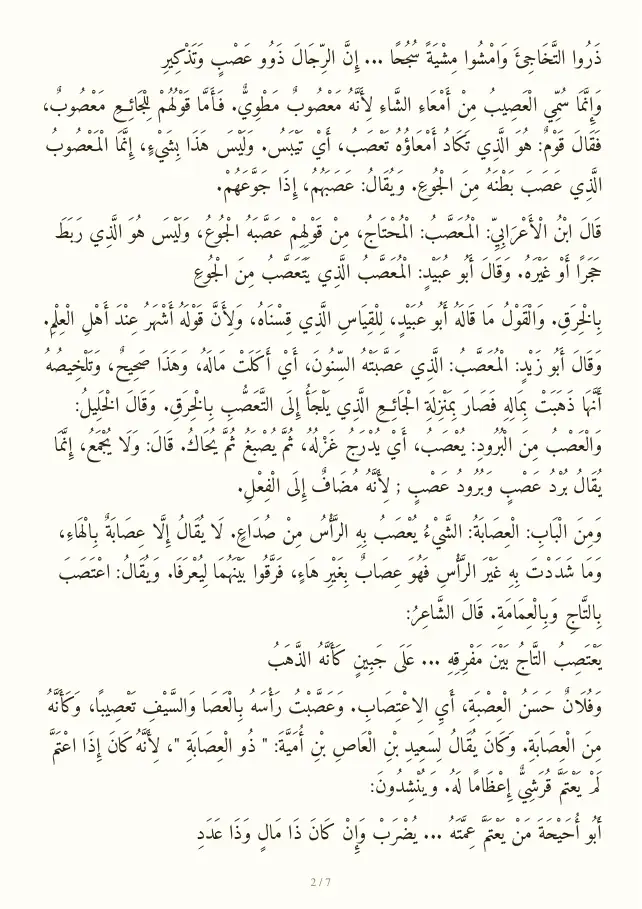 ذَرُوا التَّخَاجِئَ وَامْشُوا مِشْيَةً سُجُحًا ... إِنَّ الرِّجَالَ ذَوُو عَصْبٍ وَتَذْكِيرِ
وَإِنَّمَا سُمِّيَ الْعَصِيبُ مِنْ أَمْعَاءِ الشَّاءِ لِأَنَّهُ مَعْصُوبٌ مَطْوِيٌّ. فَأَمَّا قَوْلُهُمْ لِلْجَائِعِ مَعْصُوبٌ،
فَقَالَ قَوْمٌ: هُوَ الَّذِي تَكَادُ أَمْعَاؤُهُ تَعْصَبُ، أَيْ تَيْبَسُ. وَلَيْسَ هَذَا بِشَيْءٍ، إِنَّمَا الْمَعْصُوبُ
الَّذِي عَصَبَ بَطْنَهُ مِنَ الْجُوعِ. وَيُقَالُ: عَصَبَهُمْ، إِذَا جَوَّعَهُمْ.
قَالَ ابْنُ الْأَعْرَابِيِّ: الْمُعَصَّبُ: الْمُحْتَاجُ، مِنْ قَوْلِهِمْ عَصَّبَهُ الْجُوعُ، وَلَيْسَ هُوَ الَّذِي رَبَطَ
حَجَرًا أَوْ غَيْرَهُ. وَقَالَ أَبُو عُبَيْدٍ: الْمُعَصَّبُ الَّذِي يَتَعَصَّبُ مِنَ الْجُوعِ
بِالْخِرَقِ. وَالْقَوْلُ مَا قَالَهُ أَبُو عُبَيْدٍ، لِلْقِيَاسِ الَّذِي قِسْنَاهُ، وَلِأَنَّ قَوْلَهُ أَشْهَرُ عِنْدَ أَهْلِ الْعِلْمِ.
وَقَالَ أَبُو زَيْدٍ: الْمُعَصَّبُ: الَّذِي عَصَّبَتْهُ السِّنُونَ، أَيْ أَكَلَتْ مَالَهُ، وَهَذَا صَحِيحٌ، وَتَلْخِيصُهُ
أَنَّهَا ذَهَبَتْ بِمَالِهِ فَصَارَ بِمَنْزِلَةِ الْجَائِعِ الَّذِي يَلْجَأُ إِلَى التَّعَصُّبِ بِالْخِرَقِ. وَقَالَ الْخَلِيلُ:
وَالْعَصْبُ مِنَ الْبُرُودِ: يُعْصَبُ، أَيْ يُدْرَجُ غَزْلُهُ، ثُمَّ يُصْبَغُ ثُمَّ يُحَاكُ. قَالَ: وَلَا يُجْمَعُ، إِنَّمَا
يُقَالُ بُرْدُ عَصْبٍ وَبُرُودُ عَصْبٍ ; لِأَنَّهُ مُضَافٌ إِلَى الْفِعْلِ.
وَمِنَ الْبَابِ: الْعِصَابَةُ: الشَّيْءُ يُعْصَبُ بِهِ الرَّأْسُ مِنْ صُدَاعٍ. لَا يُقَالُ إِلَّا عِصَابَةٌ بِالْهَاءِ،
وَمَا شَدَدْتَ بِهِ غَيْرَ الرَّأْسِ فَهُوَ عِصَابٌ بِغَيْرِ هَاءٍ، فَرَّقُوا بَيْنَهُمَا لِيُعْرَفَا. وَيُقَالُ: اعْتَصَبَ
بِالتَّاجِ وَبِالْعِمَامَةِ. قَالَ الشَّاعِرُ:
يَعْتَصِبُ التَّاجُ بَيْنَ مَفْرِقِهِ ... عَلَى جَبِينٍ كَأَنَّهُ الذَّهَبُ
وَفُلَانٌ حَسَنُ الْعِصْبَةِ، أَيِ الِاعْتِصَابِ. وَعَصَّبْتُ رَأْسَهُ بِالْعَصَا وَالسَّيْفِ تَعْصِيبًا، وَكَأَنَّهُ
مِنَ الْعِصَابَةِ. وَكَانَ يُقَالُ لِسَعِيدِ بْنِ الْعَاصِ بْنِ أُمَيَّةَ: " ذُو الْعِصَابَةِ "، لِأَنَّهُ كَانَ إِذَا اعْتَمَّ
لَمْ يَعْتَمَّ قُرَشِيٌّ إِعْظَامًا لَهُ. وَيُنْشِدُونَ:
أَبُو أُحَيْحَةَ مَنْ يَعْتَمَّ عِمَّتَهُ ... يُضْرَبْ وَإِنْ كَانَ ذَا مَالٍ وَذَا عَدَدِ
2 / 7